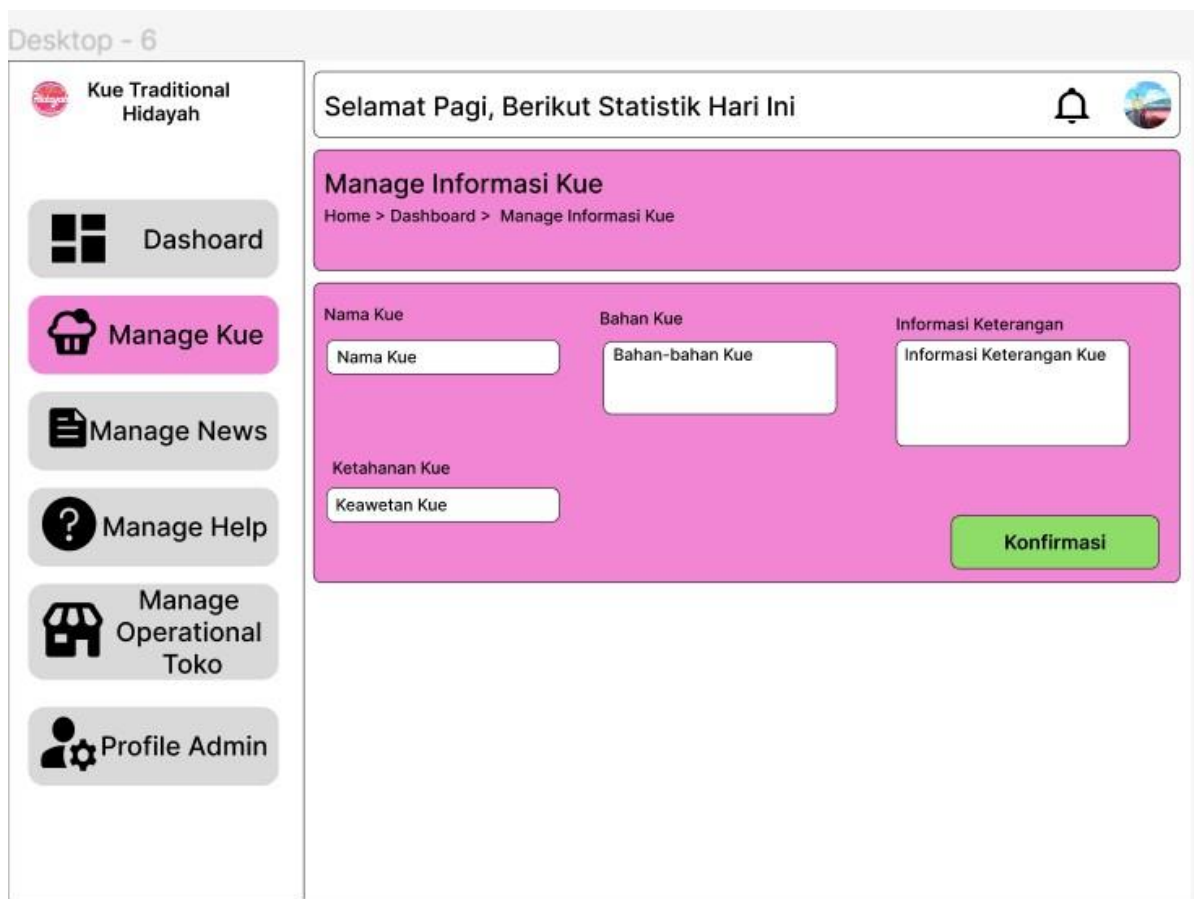 Desktop - 6
Kue Traditional
Hidayah
Selamat Pagi, Berikut Statistik Hari Ini
Manage Informasi Kue
Home > Dashboard > Manage Informasi Kue
Dashoard
Manage Kue
Manage News
Manage Help
Manage
Operational
Toko
Profile Admin
Nama Kue
Nama Kue
Bahan Kue
Bahan-bahan Kue
Informasi Keterangan
Informasi Keterangan Kue
Ketahanan Kue
Keawetan Kue
Konfirmasi